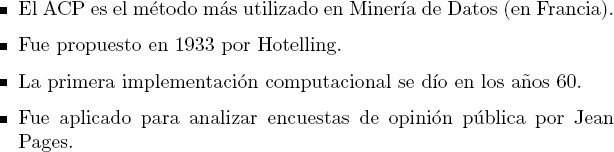 ▪ El ACP es el método más utilizado en Minería de Datos (en Francia).
▪ Fue propuesto en 1933 por Hotelling.
▪ La primera implementación computacional se dío en los años 60.
▪ Fue aplicado para analizar encuestas de opinión pública por Jean
Pages.